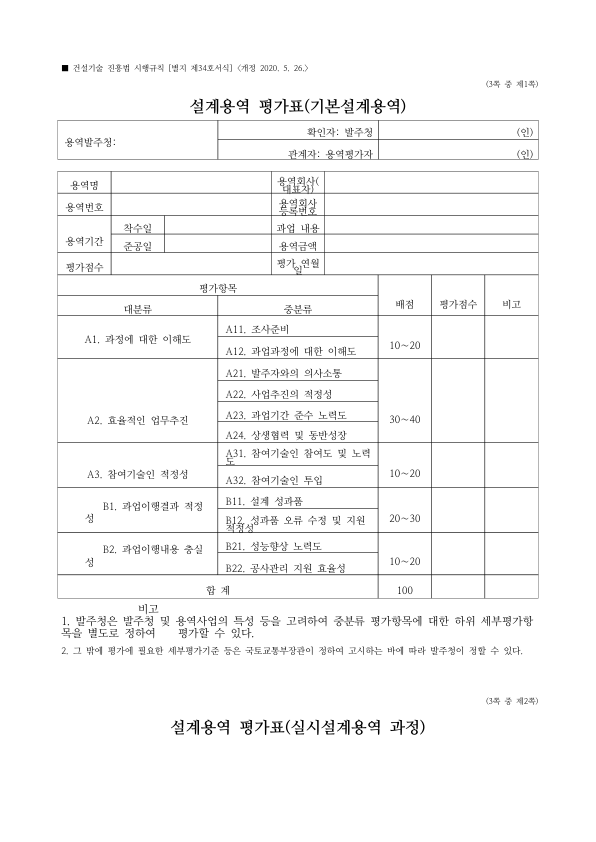 ■ 건설기술 진흥법 시행규칙 [별지 제34호서식] <개정 2020. 5. 26.>
(3쪽 중 제1쪽)
설계용역 평가표(기본설계용역)
용역발주청:
확인자: 발주청
(인)
관계자: 용역평가자
(인)
용역명
용역회사(
대표자)
용역번호
용역회사
등록번호
용역기간
착수일
과업 내용
준공일
용역금액
평가점수
평가 연월
일
평가항목
배점
평가점수
비고
대분류
중분류
A1. 과정에 대한 이해도
A11. 조사준비
10~20
A12. 과업과정에 대한 이해도
A2. 효율적인 업무추진
A21. 발주자와의 의사소통
30~40
A22. 사업추진의 적정성
A23. 과업기간 준수 노력도
A24. 상생협력 및 동반성장
A3. 참여기술인 적정성
A31. 참여기술인 참여도 및 노력
도
10~20
A32. 참여기술인 투입
B1. 과업이행결과 적정
성
B11. 설계 성과품
20~30
B12. 성과품 오류 수정 및 지원
적정성
B2. 과업이행내용 충실
성
B21. 성능향상 노력도
10~20
B22. 공사관리 지원 효율성
합 계
100
비고
1. 발주청은 발주청 및 용역사업의 특성 등을 고려하여 중분류 평가항목에 대한 하위 세부평가항
목을 별도로 정하여 평가할 수 있다.
2. 그 밖에 평가에 필요한 세부평가기준 등은 국토교통부장관이 정하여 고시하는 바에 따라 발주청이 정할 수 있다.
(3쪽 중 제2쪽)
설계용역 평가표(실시설계용역 과정)